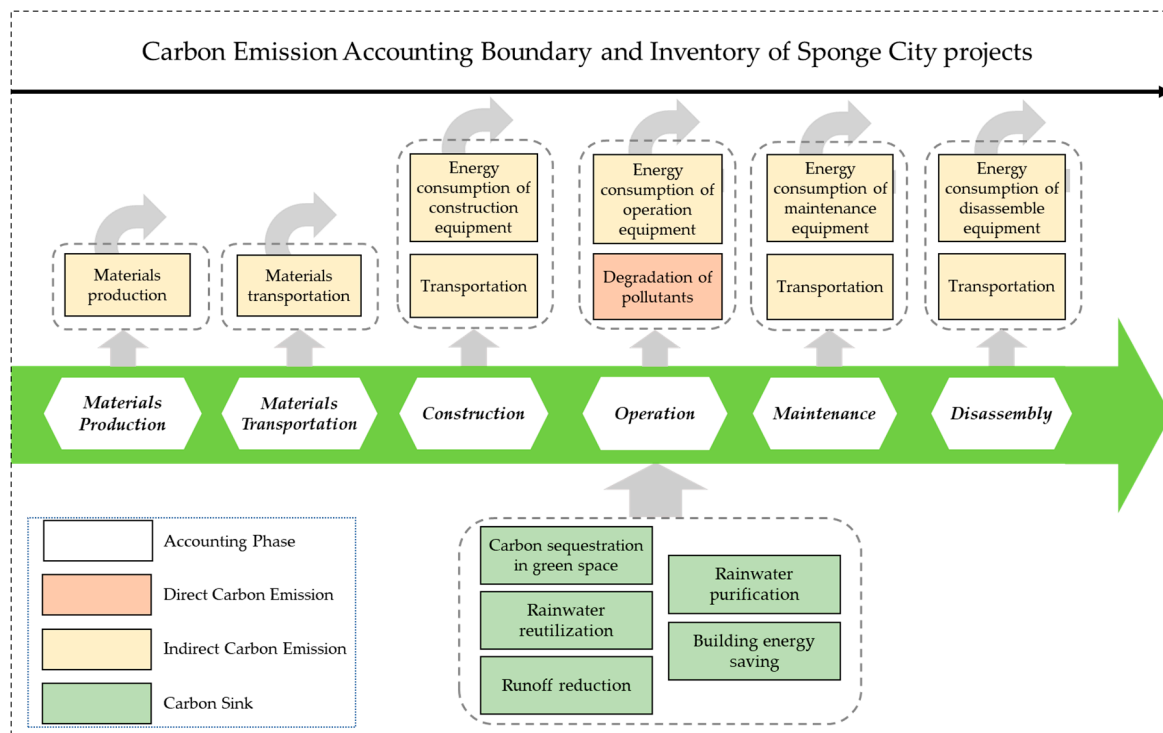 Carbon Emission Accounting Boundary and Inventory of Sponge City projects
Materials
production
Materials
transportation
Energy
consumption of
construction
equipment
Transportation
Energy
consumption of
operation
equipment
Degradation of
pollutants
Energy
consumption of
maintenance
equipment
Transportation
Energy
consumption of
disassemble
equipment
Transportation
Materials
Production
Materials
Transportation
Construction
Operation
Maintenance
Disassembly
Accounting Phase
Direct Carbon Emission
Indirect Carbon Emission
Carbon Sink
Carbon sequestration
in green space
Rainwater
reutilization
Runoff reduction
Rainwater
purification
Building energy
saving